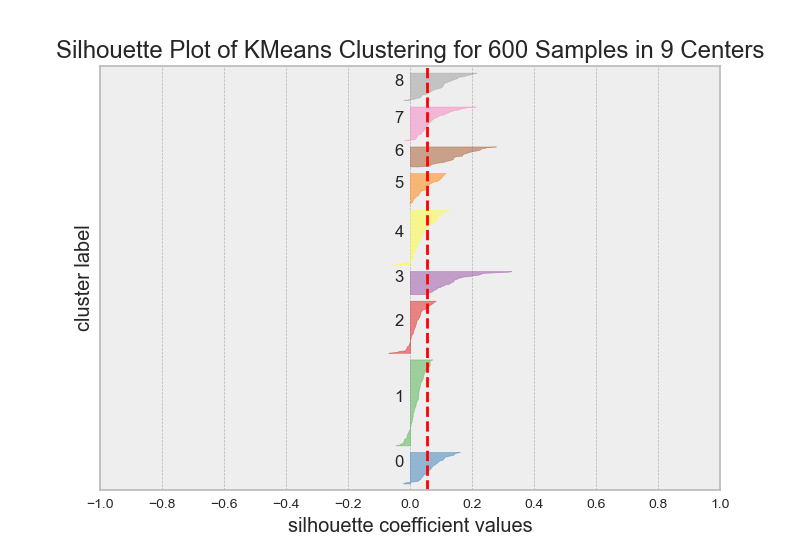 Silhouette Plot of KMeans Clustering for 600 Samples in 9 Centers
8
7
6
5
4
3
2
1
0
cluster label
−1.0 −0.8 −0.6 −0.4 −0.2 0.0 0.2 0.4 0.6 0.8 1.0
silhouette coefficient values